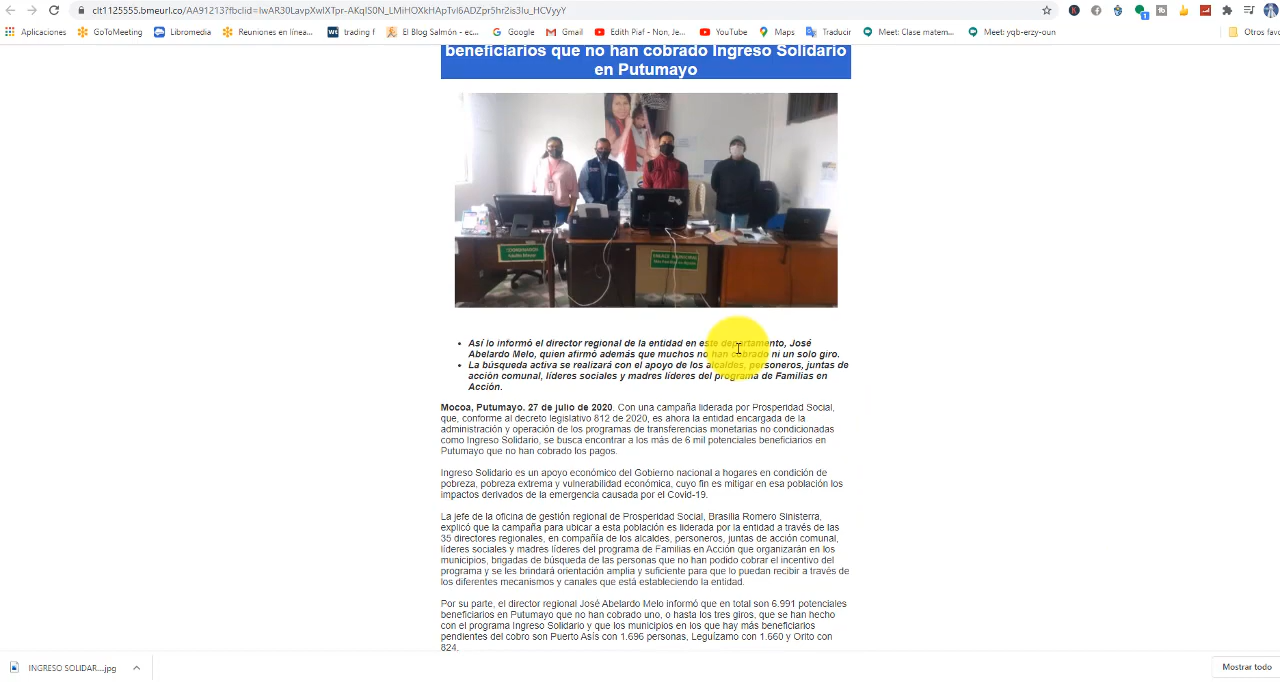 clt1125555.bmeurl.co/AA91213?fbclid=IwAR30LavpXwlXTpr-AKqlS0N_LMiHOXkHApTvl6ADZpr5hr2is3Iu_HCVyyY
Aplicaciones GoToMeeting Libromedia Reuniones en línea... trading f El Blog Salmón - ec... Google Gmail Edith Piaf - Non, Je... YouTube Maps Traducir Meet: Clase matem... Meet: yqb-erzy-oun Otros favo
beneficiarios que no han cobrado Ingreso Solidario
en Putumayo
Así lo informó el director regional de la entidad en este departamento, José
Abelardo Melo, quien afirmó además que muchos no han cobrado ni un solo giro.
La búsqueda activa se realizará con el apoyo de los alcaldes, personeros, juntas de
acción comunal, líderes sociales y madres líderes del programa de Familias en
Acción.
Mocoa, Putumayo. 27 de julio de 2020. Con una campaña liderada por Prosperidad Social,
que, conforme al decreto legislativo 812 de 2020, es ahora la entidad encargada de la
administración y operación de los programas de transferencias monetarias no condicionadas
como Ingreso Solidario, se busca encontrar a los más de 6 mil potenciales beneficiarios en
Putumayo que no han cobrado los pagos.
Ingreso Solidario es un apoyo económico del Gobierno nacional a hogares en condición de
pobreza, pobreza extrema y vulnerabilidad económica, cuyo fin es mitigar en esa población los
impactos derivados de la emergencia causada por el Covid-19.
La jefe de la oficina de gestión regional de Prosperidad Social, Brasilia Romero Sinisterra,
explicó que la campaña para ubicar a esta población es liderada por la entidad a través de las
35 directores regionales, en compañía de los alcaldes, personeros, juntas de acción comunal,
líderes sociales y madres líderes del programa de Familias en Acción que organizarán en los
municipios, brigadas de búsqueda de las personas que no han podido cobrar el incentivo del
programa y se les brindará orientación amplia y suficiente para que lo puedan recibir a través de
los diferentes mecanismos y canales que está estableciendo la entidad.
Por su parte, el director regional José Abelardo Melo informó que en total son 6.991 potenciales
beneficiarios en Putumayo que no han cobrado uno, o hasta los tres giros, que se han hecho
con el programa Ingreso Solidario y que los municipios en los que hay más beneficiarios
pendientes del cobro son Puerto Asís con 1.696 personas, Leguízamo con 1.660 y Orito con
824.
INGRESO SOLIDAR....jpg Mostrar todo